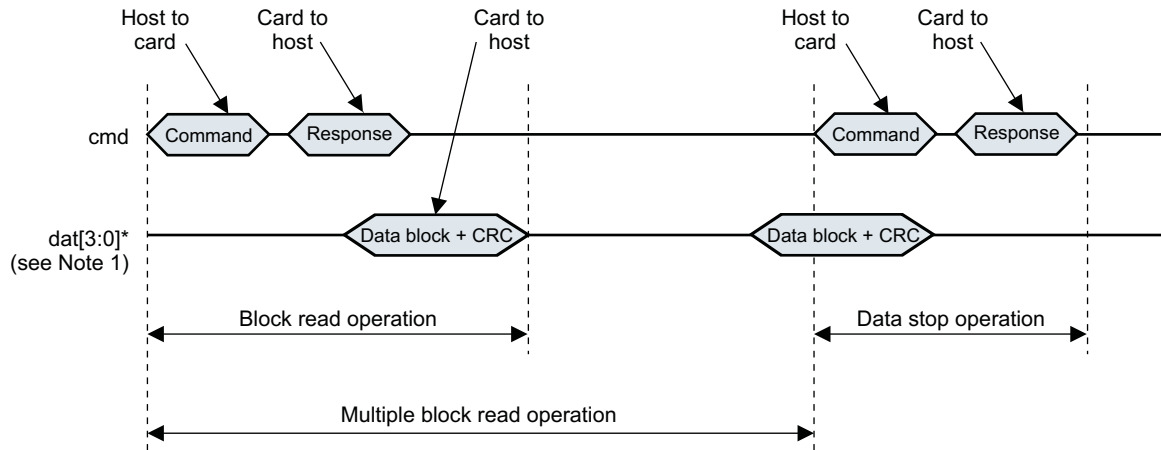 Host to
card
Card to
host
Card to
host
Host to
card
Card to
host
cmd
Command
Response
Command
Response
dat[3:0]*
(see Note 1)
Data block + CRC
Data block + CRC
Block read operation
Data stop operation
Multiple block read operation